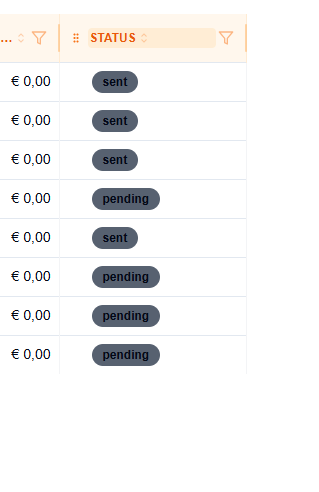 ... STATUS
€ 0,00 sent
€ 0,00 sent
€ 0,00 sent
€ 0,00 pending
€ 0,00 sent
€ 0,00 pending
€ 0,00 pending
€ 0,00 pending